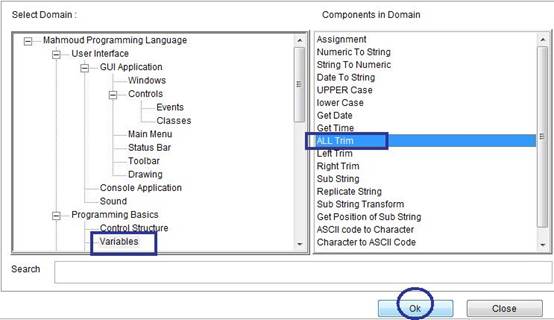 Select Domain :
Components in Domain
Mahmoud Programming Language
User Interface
GUI Application
Windows
Controls
Events
Classes
Main Menu
Status Bar
Toolbar
Drawing
Console Application
Sound
Programming Basics
Control Structure
Variables
Assignment
Numeric To String
String To Numeric
Date To String
UPPER Case
lower Case
Get Date
Get Time
ALL Trim
Left Trim
Right Trim
Sub String
Replicate String
Sub String Transform
Get Position of Sub String
ASCII code to Character
Character to ASCII Code
Search
Ok
Close